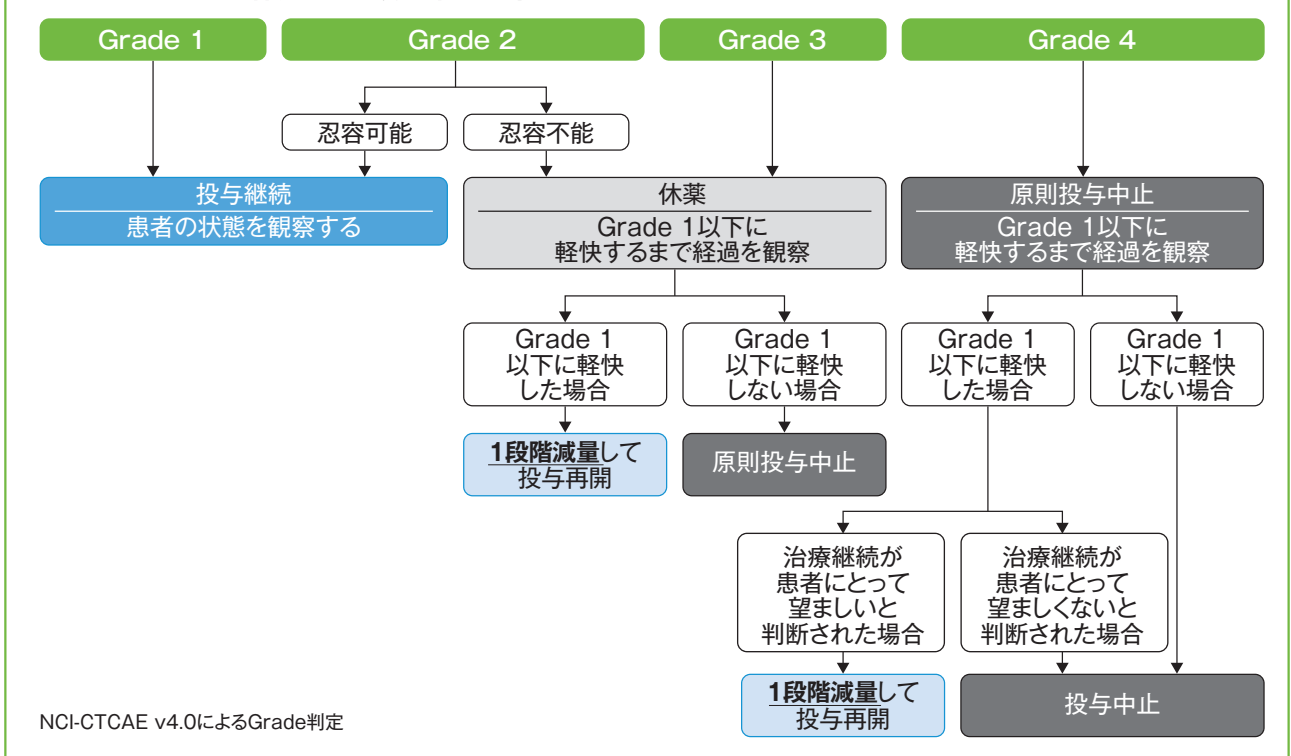 Grade 1
Grade 2
Grade 3
Grade 4
忍容可能
忍容不能
投与継続
患者の状態を観察する
休薬
Grade 1以下に
軽快するまで経過を観察
原則投与中止
Grade 1以下に
軽快するまで経過を観察
Grade 1
以下に軽快
した場合
Grade 1
以下に軽快
しない場合
Grade 1
以下に軽快
した場合
Grade 1
以下に軽快
しない場合
1段階減量して
投与再開
原則投与中止
治療継続が
患者にとって
望ましいと
判断された場合
治療継続が
患者にとって
望ましくないと
判断された場合
1段階減量して
投与再開
投与中止
NCI-CTCAE v4.0によるGrade判定